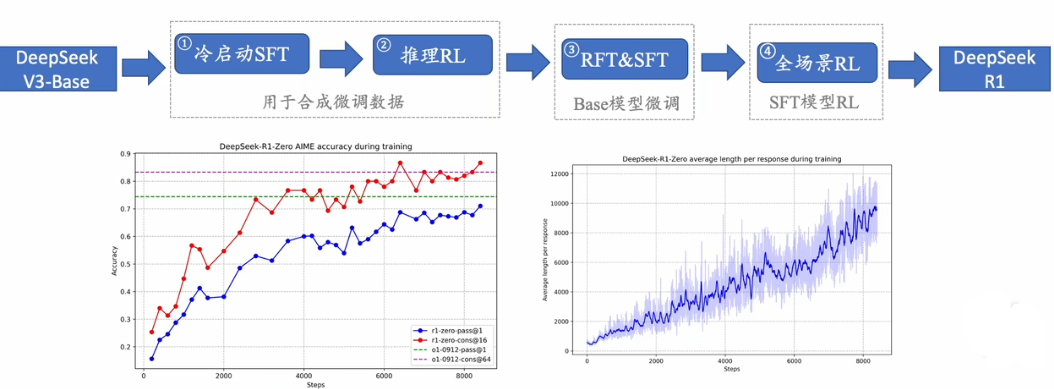 DeepSeek
V3-Base
①
冷启动SFT
②
推理RL
用于合成微调数据
③
RFT&SFT
Base模型微调
④
全场景RL
SFT模型RL
DeepSeek
R1
DeepSeek-R1-Zero AIME accuracy during training
Accuracy
0.9
0.8
0.7
0.6
0.5
0.4
0.3
0.2
0 2000 4000 6000 8000
Steps
r1-zero-pass@1
r1-zero-cons@16
o1-0912-pass@1
o1-0912-cons@64
DeepSeek-R1-Zero average length per response during training
Average length per response
12000
10000
8000
6000
4000
2000
0
0 2000 4000 6000 8000
Steps